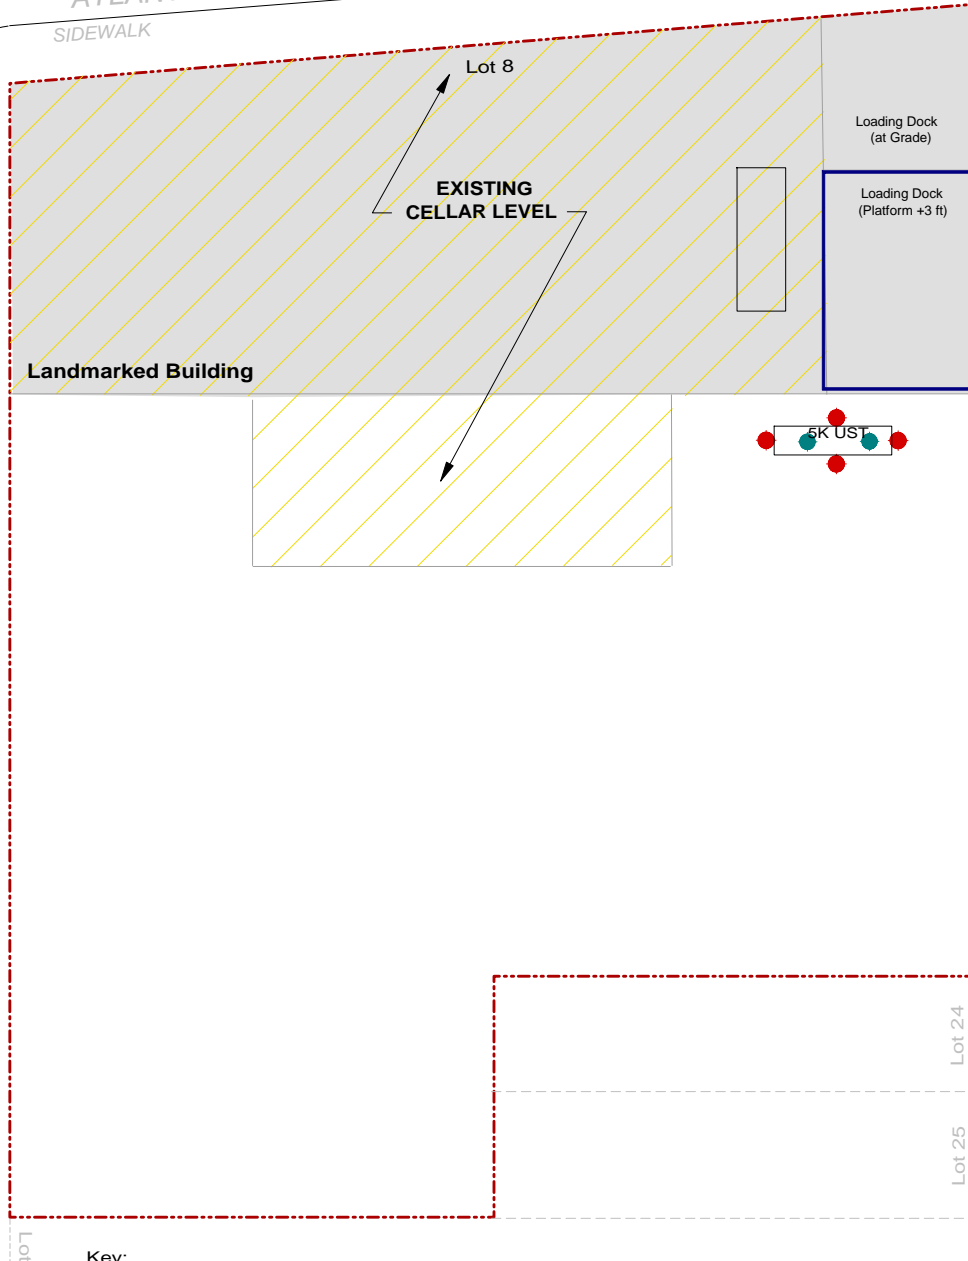 SIDEWALK
Lot 8
Loading Dock
(at Grade)
EXISTING
CELLAR LEVEL
Loading Dock
(Platform +3 ft)
Landmarked Building
5K UST
Lot 24
Lot 25
Lot
Key: